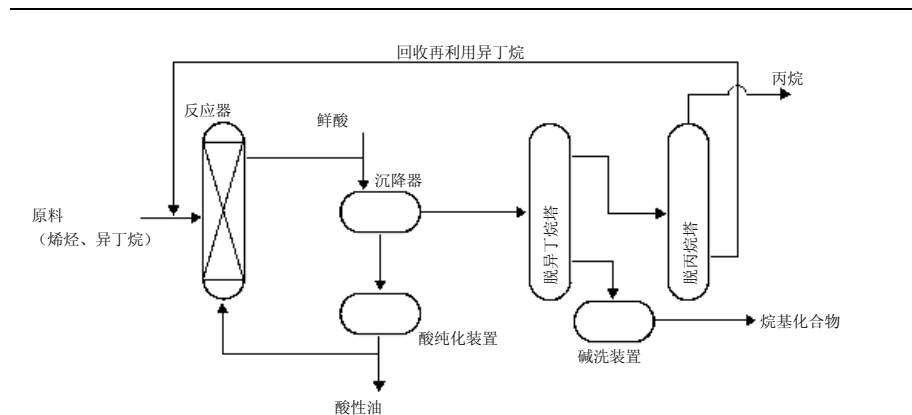 回收再利用异丁烷
丙烷
反应器
鲜酸
沉降器
原料
（烯烃、异丁烷）
脱异丁烷塔
脱丙烷塔
酸纯化装置
碱洗装置
烷基化合物
酸性油